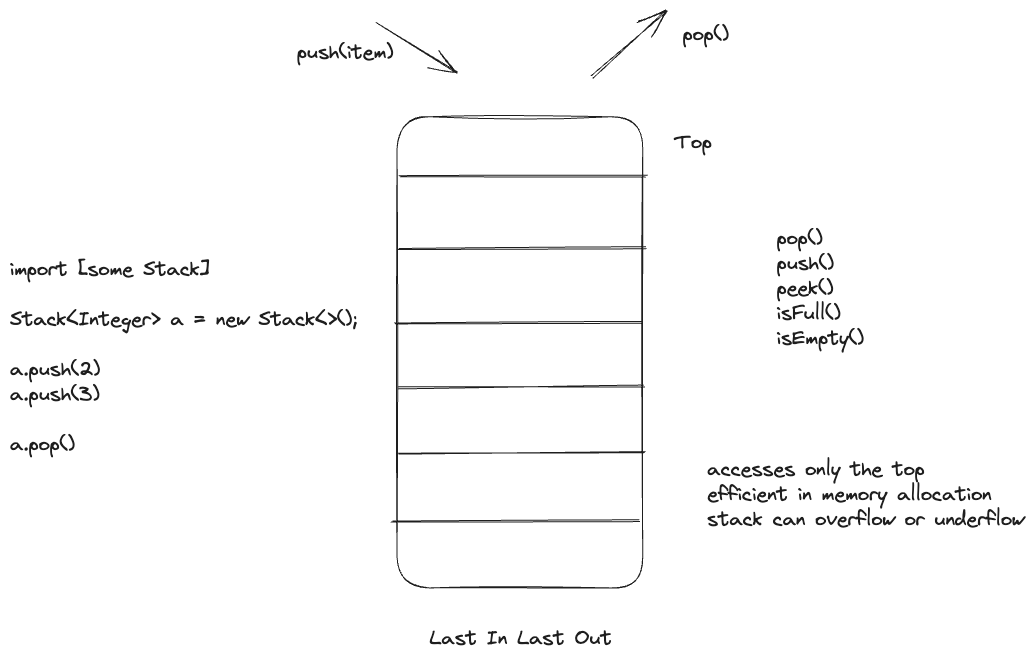 push(item)
pop()
Top
import [some Stack]
Stack<Integer> a = new Stack<>();
a.push(2)
a.push(3)
a.pop()
pop()
push()
peek()
isFull()
isEmpty()
accesses only the top
efficient in memory allocation
stack can overflow or underflow
Last In Last Out